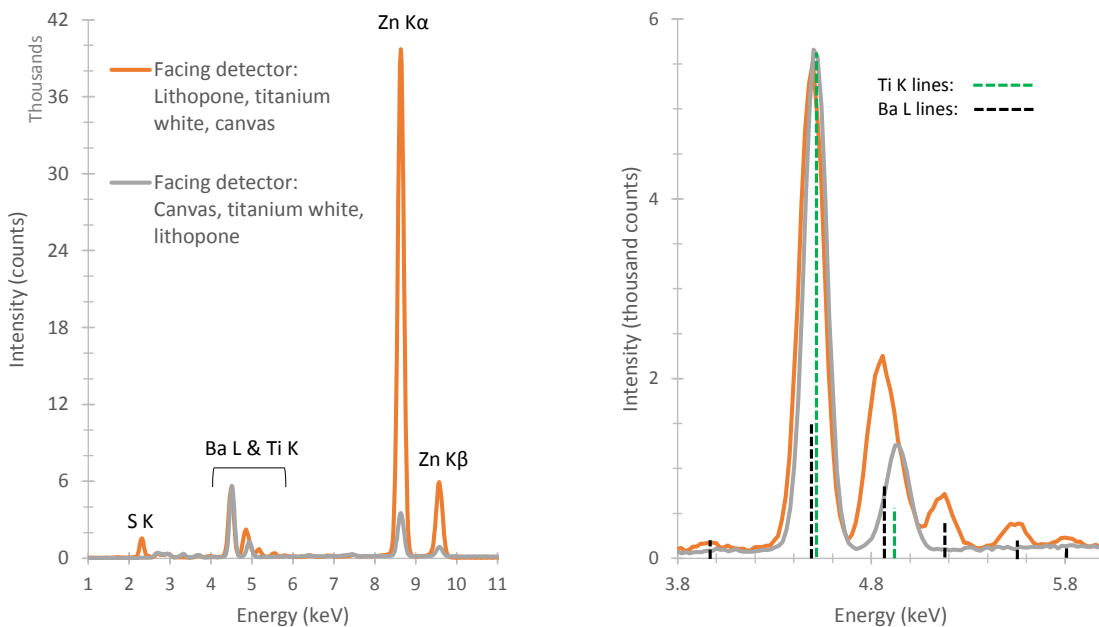 42
36
30
24
18
12
6
0
Thousands
Intensity (counts)
Facing detector:
Lithopone, titanium
white, canvas
Facing detector:
Canvas, titanium white,
lithopone
Zn Kα
Ba L & Ti K
Zn Kβ
S K
1 2 3 4 5 6 7 8 9 10 11
Energy (keV)
6
4
2
0
Intensity (thousand counts)
Ti K lines:
Ba L lines:
3.8 4.8 5.8
Energy (keV)